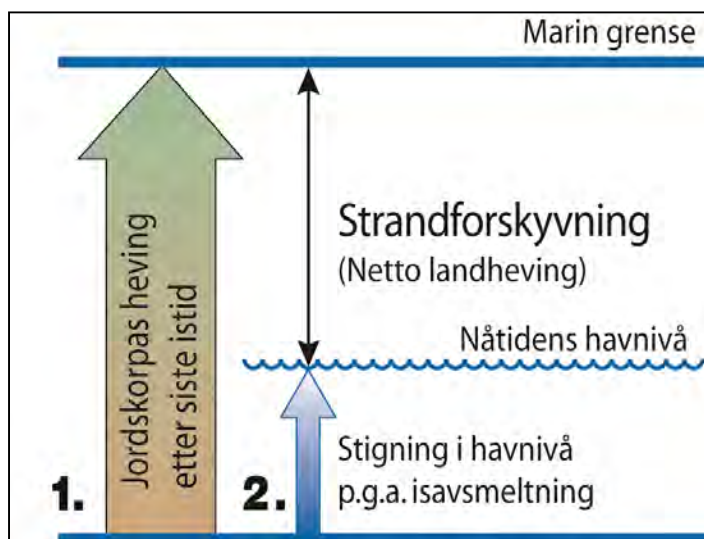 Marin grense
Jordskorpas heving
etter siste istid
Strandforskyvning
(Netto landheving)
Nåtidens havnivå
1.
2.
Stigning i havnivå
p.g.a. isavsmeltning